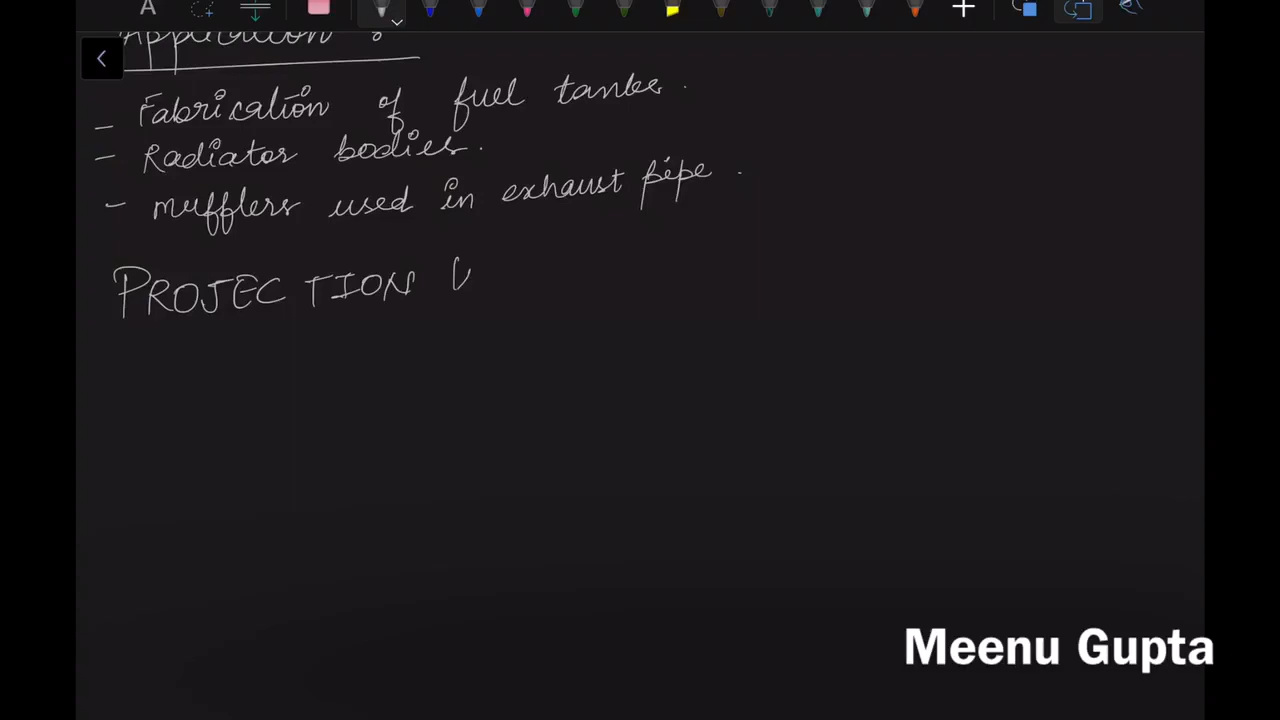 Application :
- Fabrication of fuel tanks.
- Radiator bodies.
- Mufflers used in exhaust pipe.
PROJECTION
Meenu Gupta